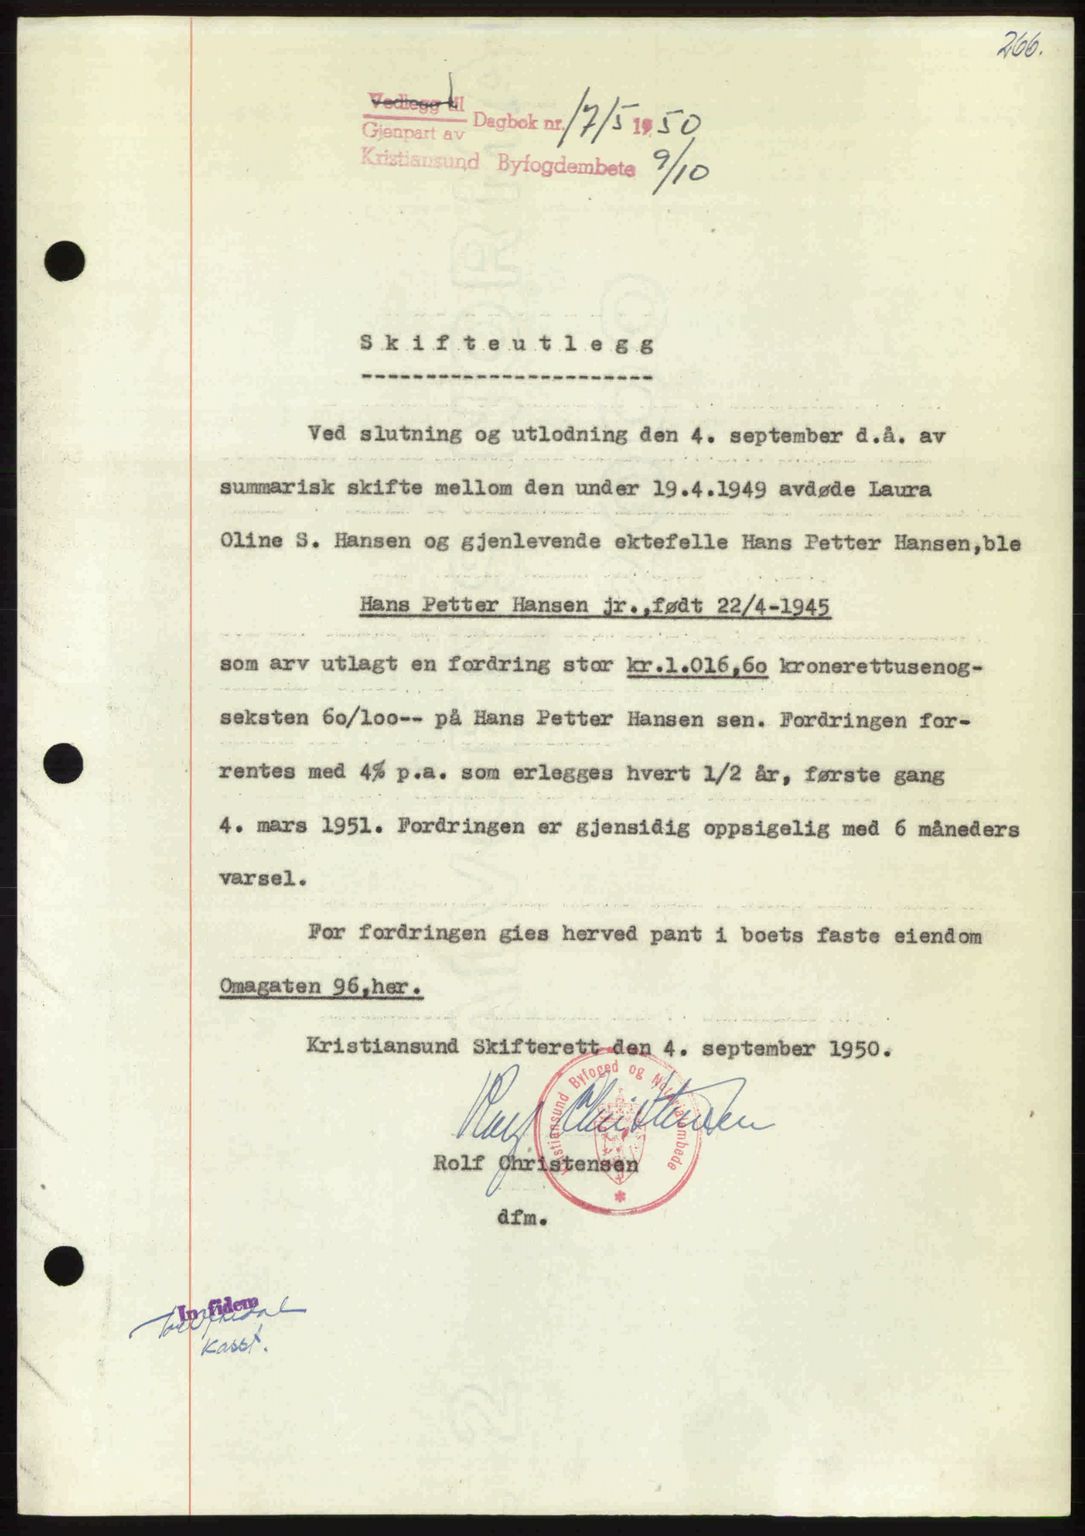 266.
Vedlegg til
Gjenpart av Dagbok nr. 1715 1950
Kristiansund Byfogdembete 9/10
Skifteutlegg
-----------------------
Ved slutning og utlodning den 4. september d.å. av
summarisk skifte mellom den under 19.4.1949 avdøde Laura
Oline S. Hansen og gjenlevende ektefelle Hans Petter Hansen,ble
Hans Petter Hansen jr.,født 22/4-1945
som arv utlagt en fordring stor kr.1.016,60 kronerettusenog-
seksten 60/100-- på Hans Petter Hansen sen. Fordringen for-
rentes med 4% p.a. som erlegges hvert 1/2 år, første gang
4. mars 1951. Fordringen er gjensidig oppsigelig med 6 måneders
varsel.
For fordringen gies herved pant i boets faste eiendom
Omagaten 96,her.
Kristiansund Skifterett den 4. september 1950.
Kristiansund Byfoged og
Rolf Christensen
Rolf Christensen
dfm.
In fidem
kasst.